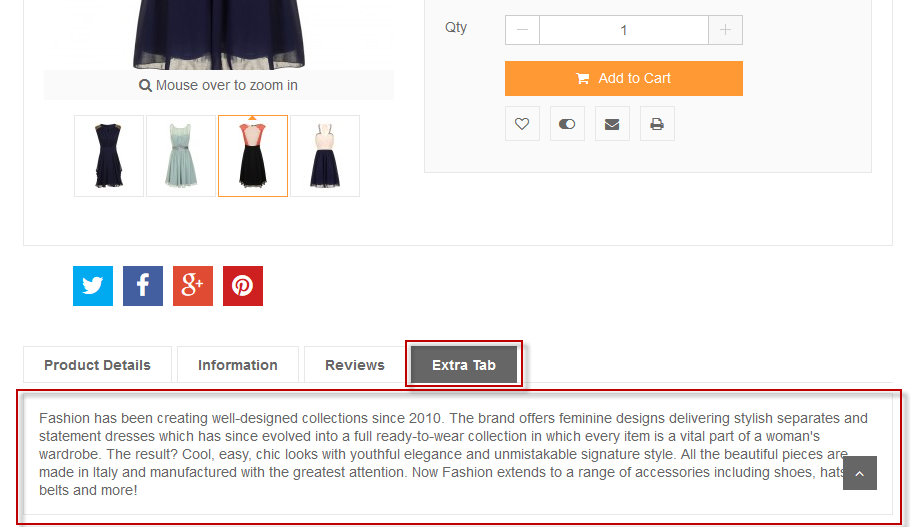 Qty
1
Add to Cart
Mouse over to zoom in
Product Details
Information
Reviews
Extra Tab
Fashion has been creating well-designed collections since 2010. The brand offers feminine designs delivering stylish separates and
statement dresses which has since evolved into a full ready-to-wear collection in which every item is a vital part of a woman's
wardrobe. The result? Cool, easy, chic looks with youthful elegance and unmistakable signature style. All the beautiful pieces are
made in Italy and manufactured with the greatest attention. Now Fashion extends to a range of accessories including shoes, hats
belts and more!